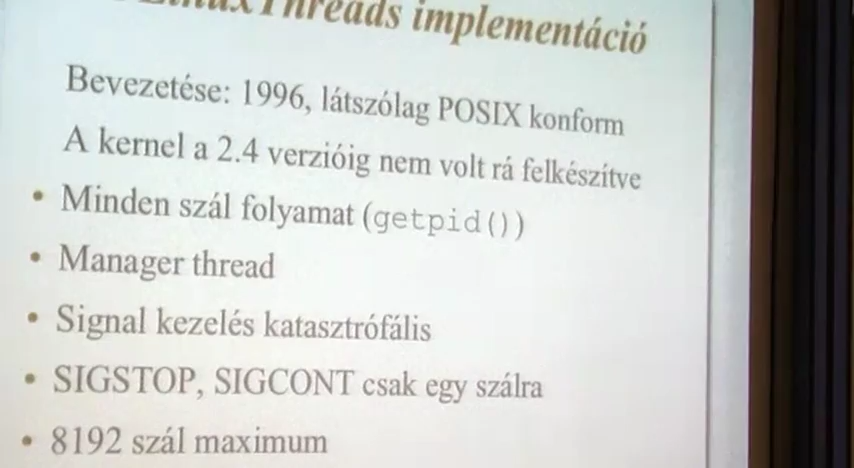 LinuxThreads implementáció
Bevezetése: 1996, látszólag POSIX konform
A kernel a 2.4 verzióig nem volt rá felkészítve
• Minden szál folyamat (getpid())
• Manager thread
• Signal kezelés katasztrófális
• SIGSTOP, SIGCONT csak egy szálra
• 8192 szál maximum